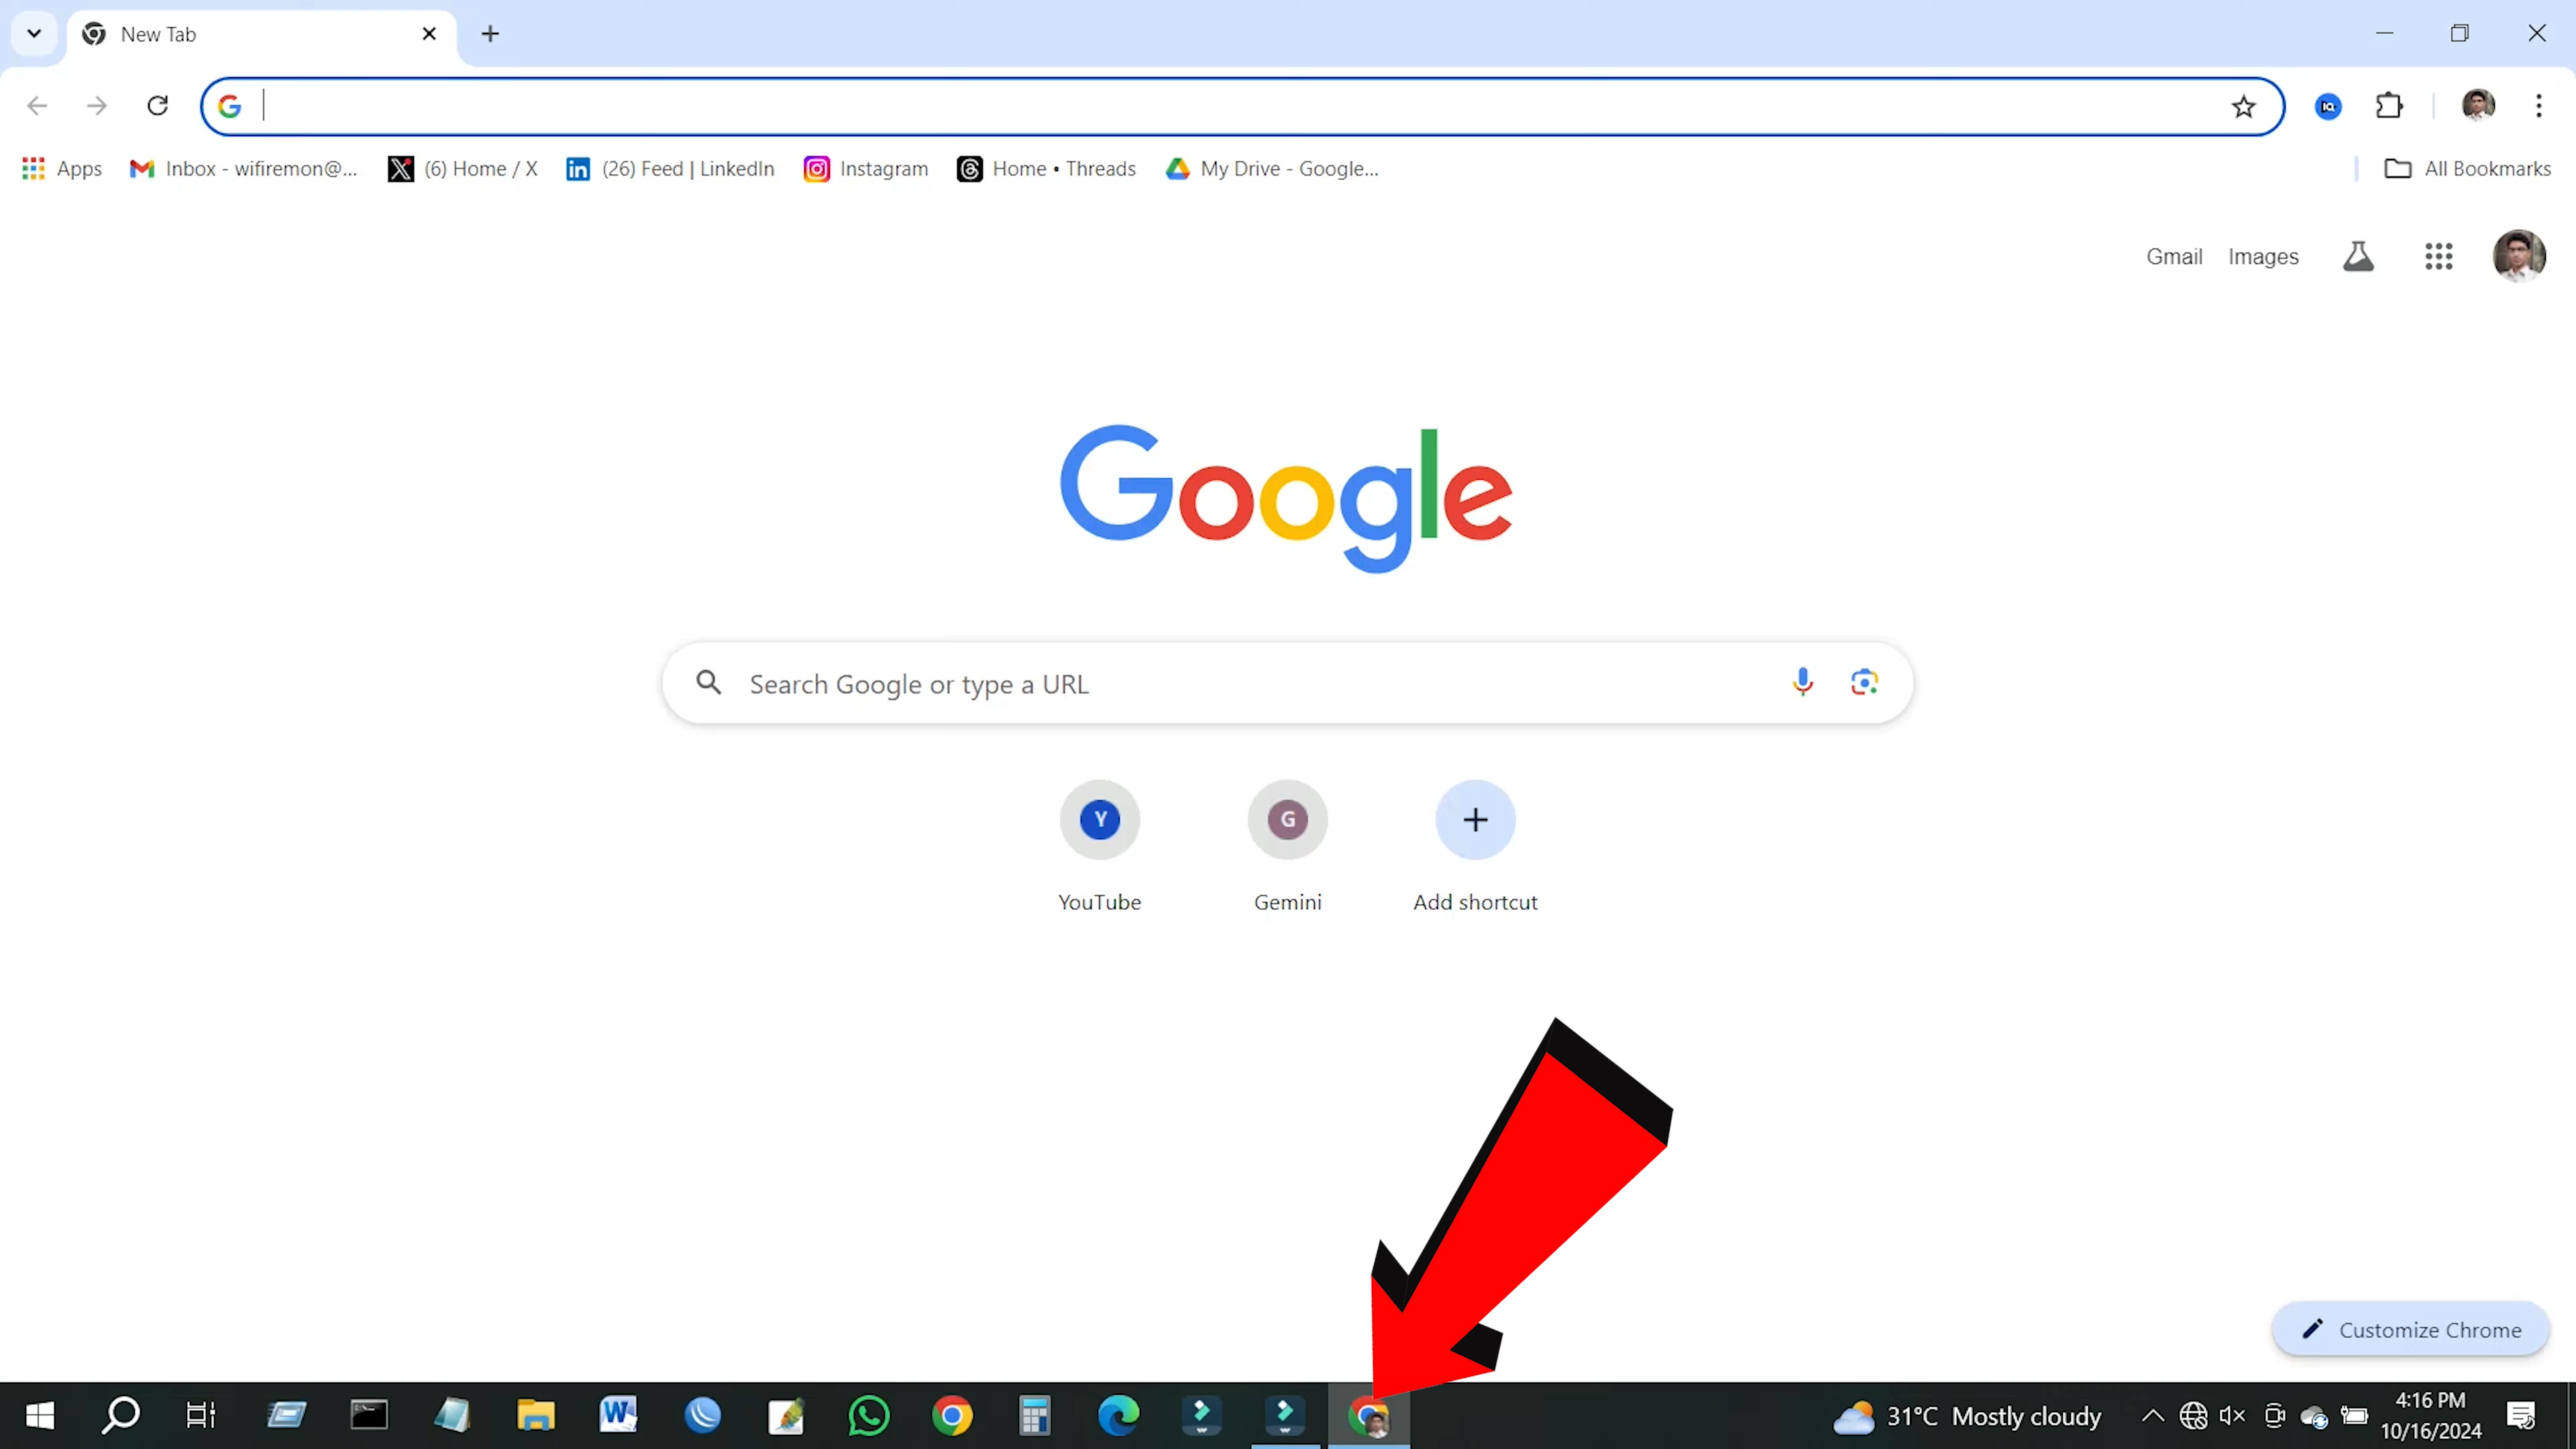 New Tab
Apps
Inbox - wifiremon@...
(6) Home / X
(26) Feed | LinkedIn
Instagram
Home • Threads
My Drive - Google...
All Bookmarks
Gmail Images
Google
Search Google or type a URL
Y G
YouTube Gemini Add shortcut
Customize Chrome
31°C Mostly cloudy
4:16 PM
10/16/2024